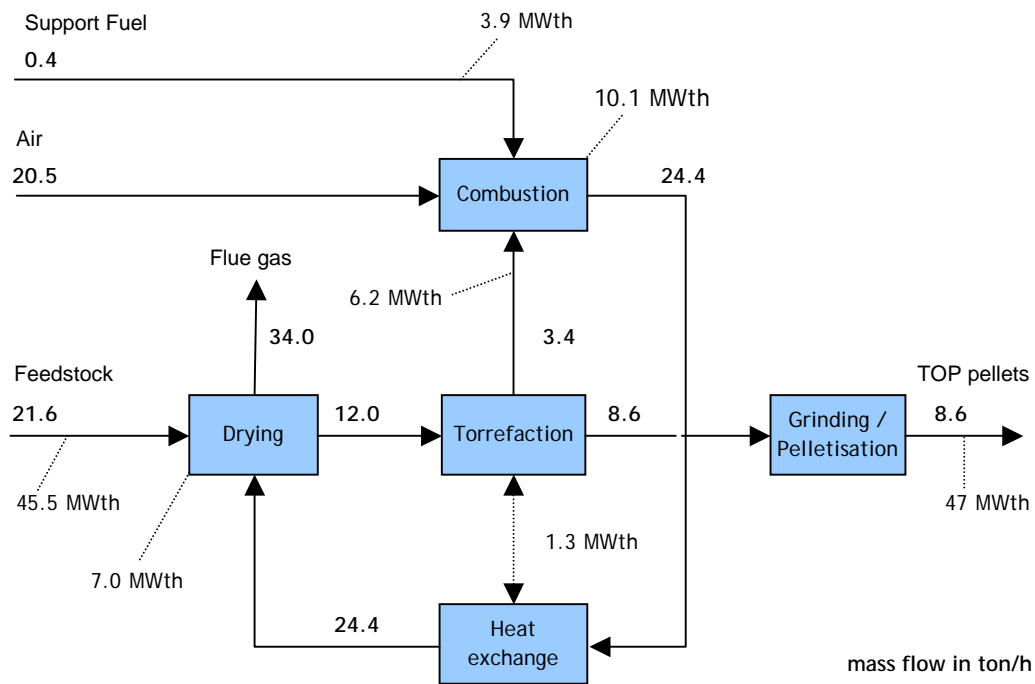 Support Fuel
0.4
3.9 MWth
10.1 MWth
Air
20.5
Combustion
24.4
Flue gas
6.2 MWth
34.0
3.4
Feedstock
TOP pellets
21.6
Drying
12.0
Torrefaction
8.6
Grinding /
Pelletisation
8.6
45.5 MWth
47 MWth
7.0 MWth
1.3 MWth
24.4
Heat
exchange
mass flow in ton/h